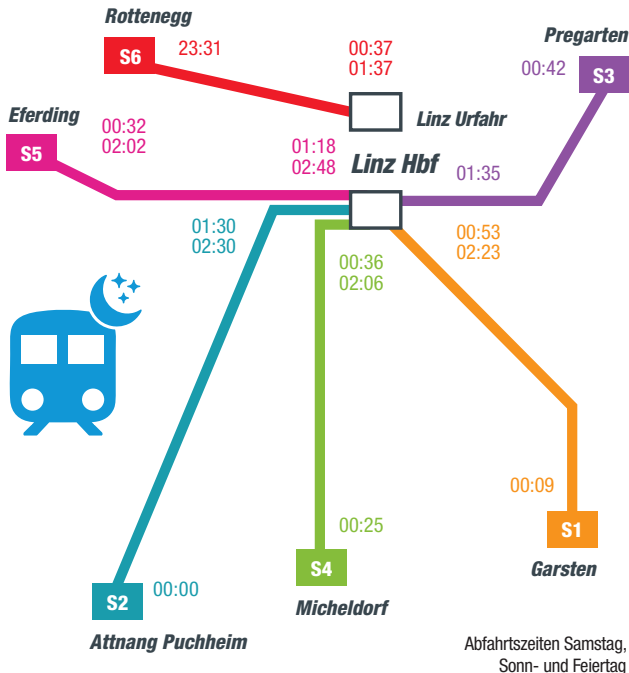 Rottenegg
S6
23:31
00:37
01:37
Pregarten
00:42
S3
Linz Urfahr
Eferding
S5
00:32
02:02
01:18
02:48
Linz Hbf
01:35
01:30
02:30
00:36
02:06
00:53
02:23
00:09
S1
Garsten
00:25
S4
Micheldorf
00:00
S2
Attnang Puchheim
Abfahrtszeiten Samstag,
Sonn- und Feiertag